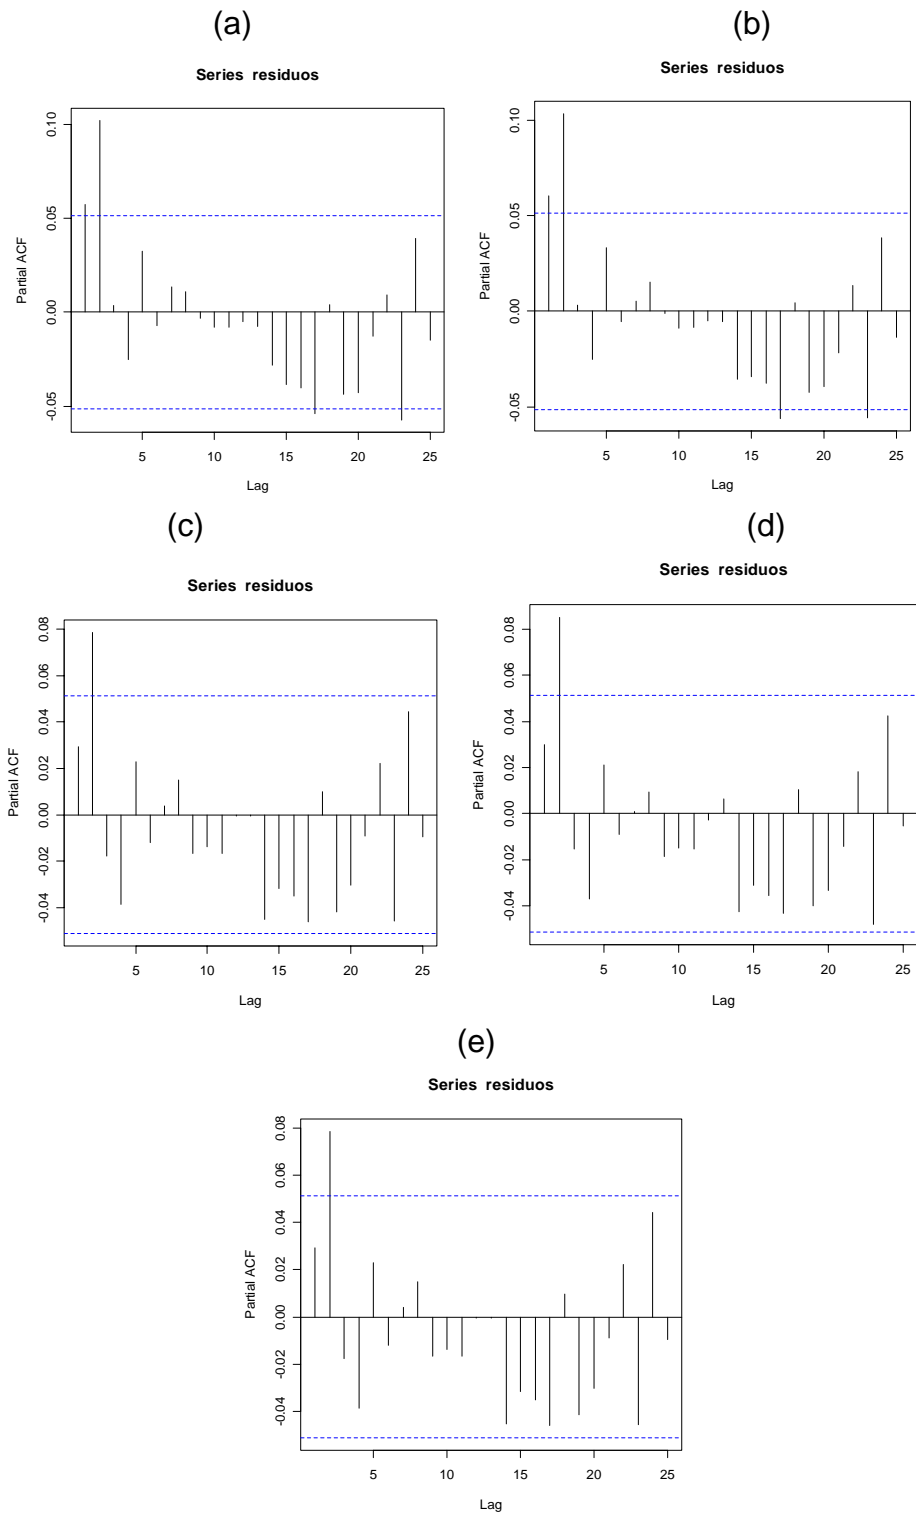 (a)
Series residuos
Partial ACF
0.10
0.05
0.00
-0.05
5 10 15 20 25
Lag
(b)
Series residuos
Partial ACF
0.10
0.05
0.00
-0.05
5 10 15 20 25
Lag
(c)
Series residuos
Partial ACF
0.08
0.06
0.04
0.02
0.00
-0.02
-0.04
5 10 15 20 25
Lag
(d)
Series residuos
Partial ACF
0.08
0.06
0.04
0.02
0.00
-0.02
-0.04
5 10 15 20 25
Lag
(e)
Series residuos
Partial ACF
0.08
0.06
0.04
0.02
0.00
-0.02
-0.04
5 10 15 20 25
Lag